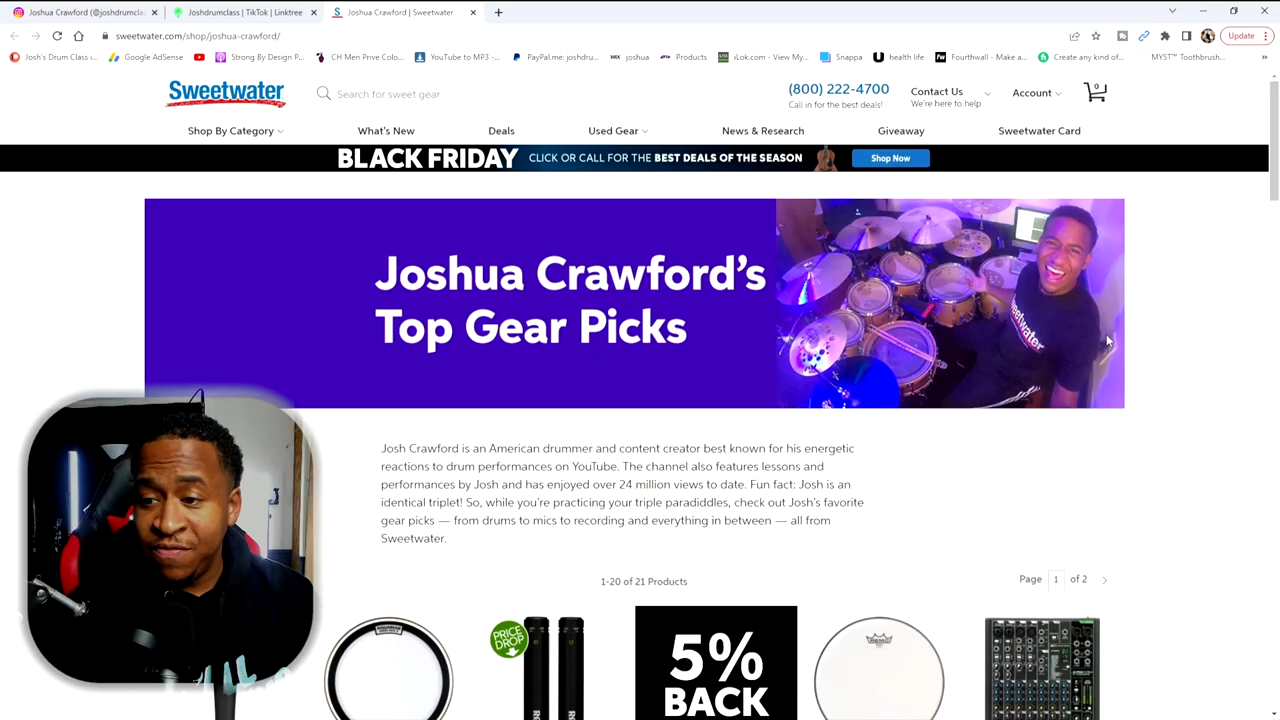 Joshua Crawford (@joshdrumcla
Joshdrumclass | TikTok | Linktree
Joshua Crawford | Sweetwater
sweetwater.com/shop/joshua-crawford/
Update
Josh's Drum Class i...
Google AdSense
Strong By Design P...
CH Men Prive Colo...
YouTube to MP3 -...
PayPal.me: joshdru...
WIX
joshua
Products
iLok.com - View My...
Snappa
health life
Fourthwall - Make a...
Create any kind of...
MYST™ Toothbrush...
Sweetwater
Search for sweet gear
(800) 222-4700
Call in for the best deals!
Contact Us
We're here to help
Account
0
Shop By Category
What's New
Deals
Used Gear
News & Research
Giveaway
Sweetwater Card
BLACK FRIDAY CLICK OR CALL FOR THE BEST DEALS OF THE SEASON
Shop Now
Joshua Crawford's
Top Gear Picks
Sweetwater
Josh Crawford is an American drummer and content creator best known for his energetic
reactions to drum performances on YouTube. The channel also features lessons and
performances by Josh and has enjoyed over 24 million views to date. Fun fact: Josh is an
identical triplet! So, while you're practicing your triple paradiddles, check out Josh's favorite
gear picks — from drums to mics to recording and everything in between — all from
Sweetwater.
1-20 of 21 Products
Page 1 of 2
PRICE
DROP
5%
BACK
REMO